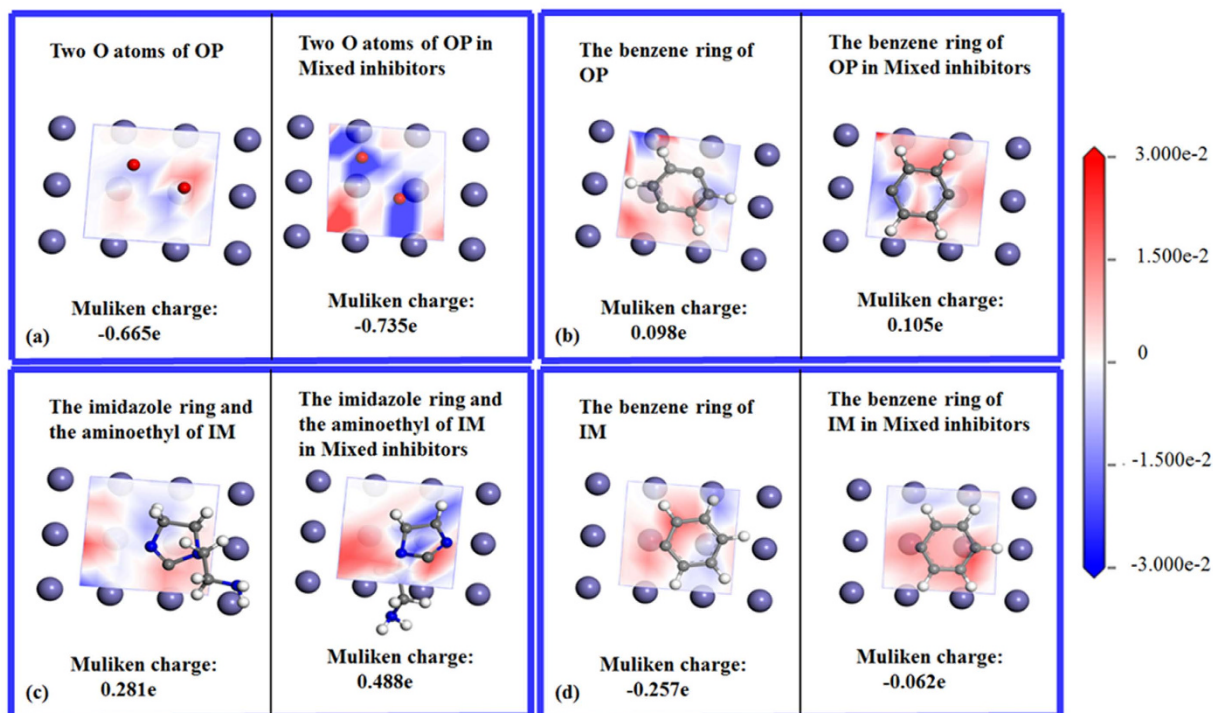 Two O atoms of OP
Two O atoms of OP in
Mixed inhibitors
Muliken charge:
-0.665e
Muliken charge:
-0.735e
(a)
The benzene ring of
OP
The benzene ring of
OP in Mixed inhibitors
Muliken charge:
0.098e
Muliken charge:
0.105e
(b)
The imidazole ring and
the aminoethyl of IM
The imidazole ring and
the aminoethyl of IM
in Mixed inhibitors
Muliken charge:
0.281e
Muliken charge:
0.488e
(c)
The benzene ring of
IM
The benzene ring of
IM in Mixed inhibitors
Muliken charge:
-0.257e
Muliken charge:
-0.062e
(d)
3.000e-2
1.500e-2
0
-1.500e-2
-3.000e-2